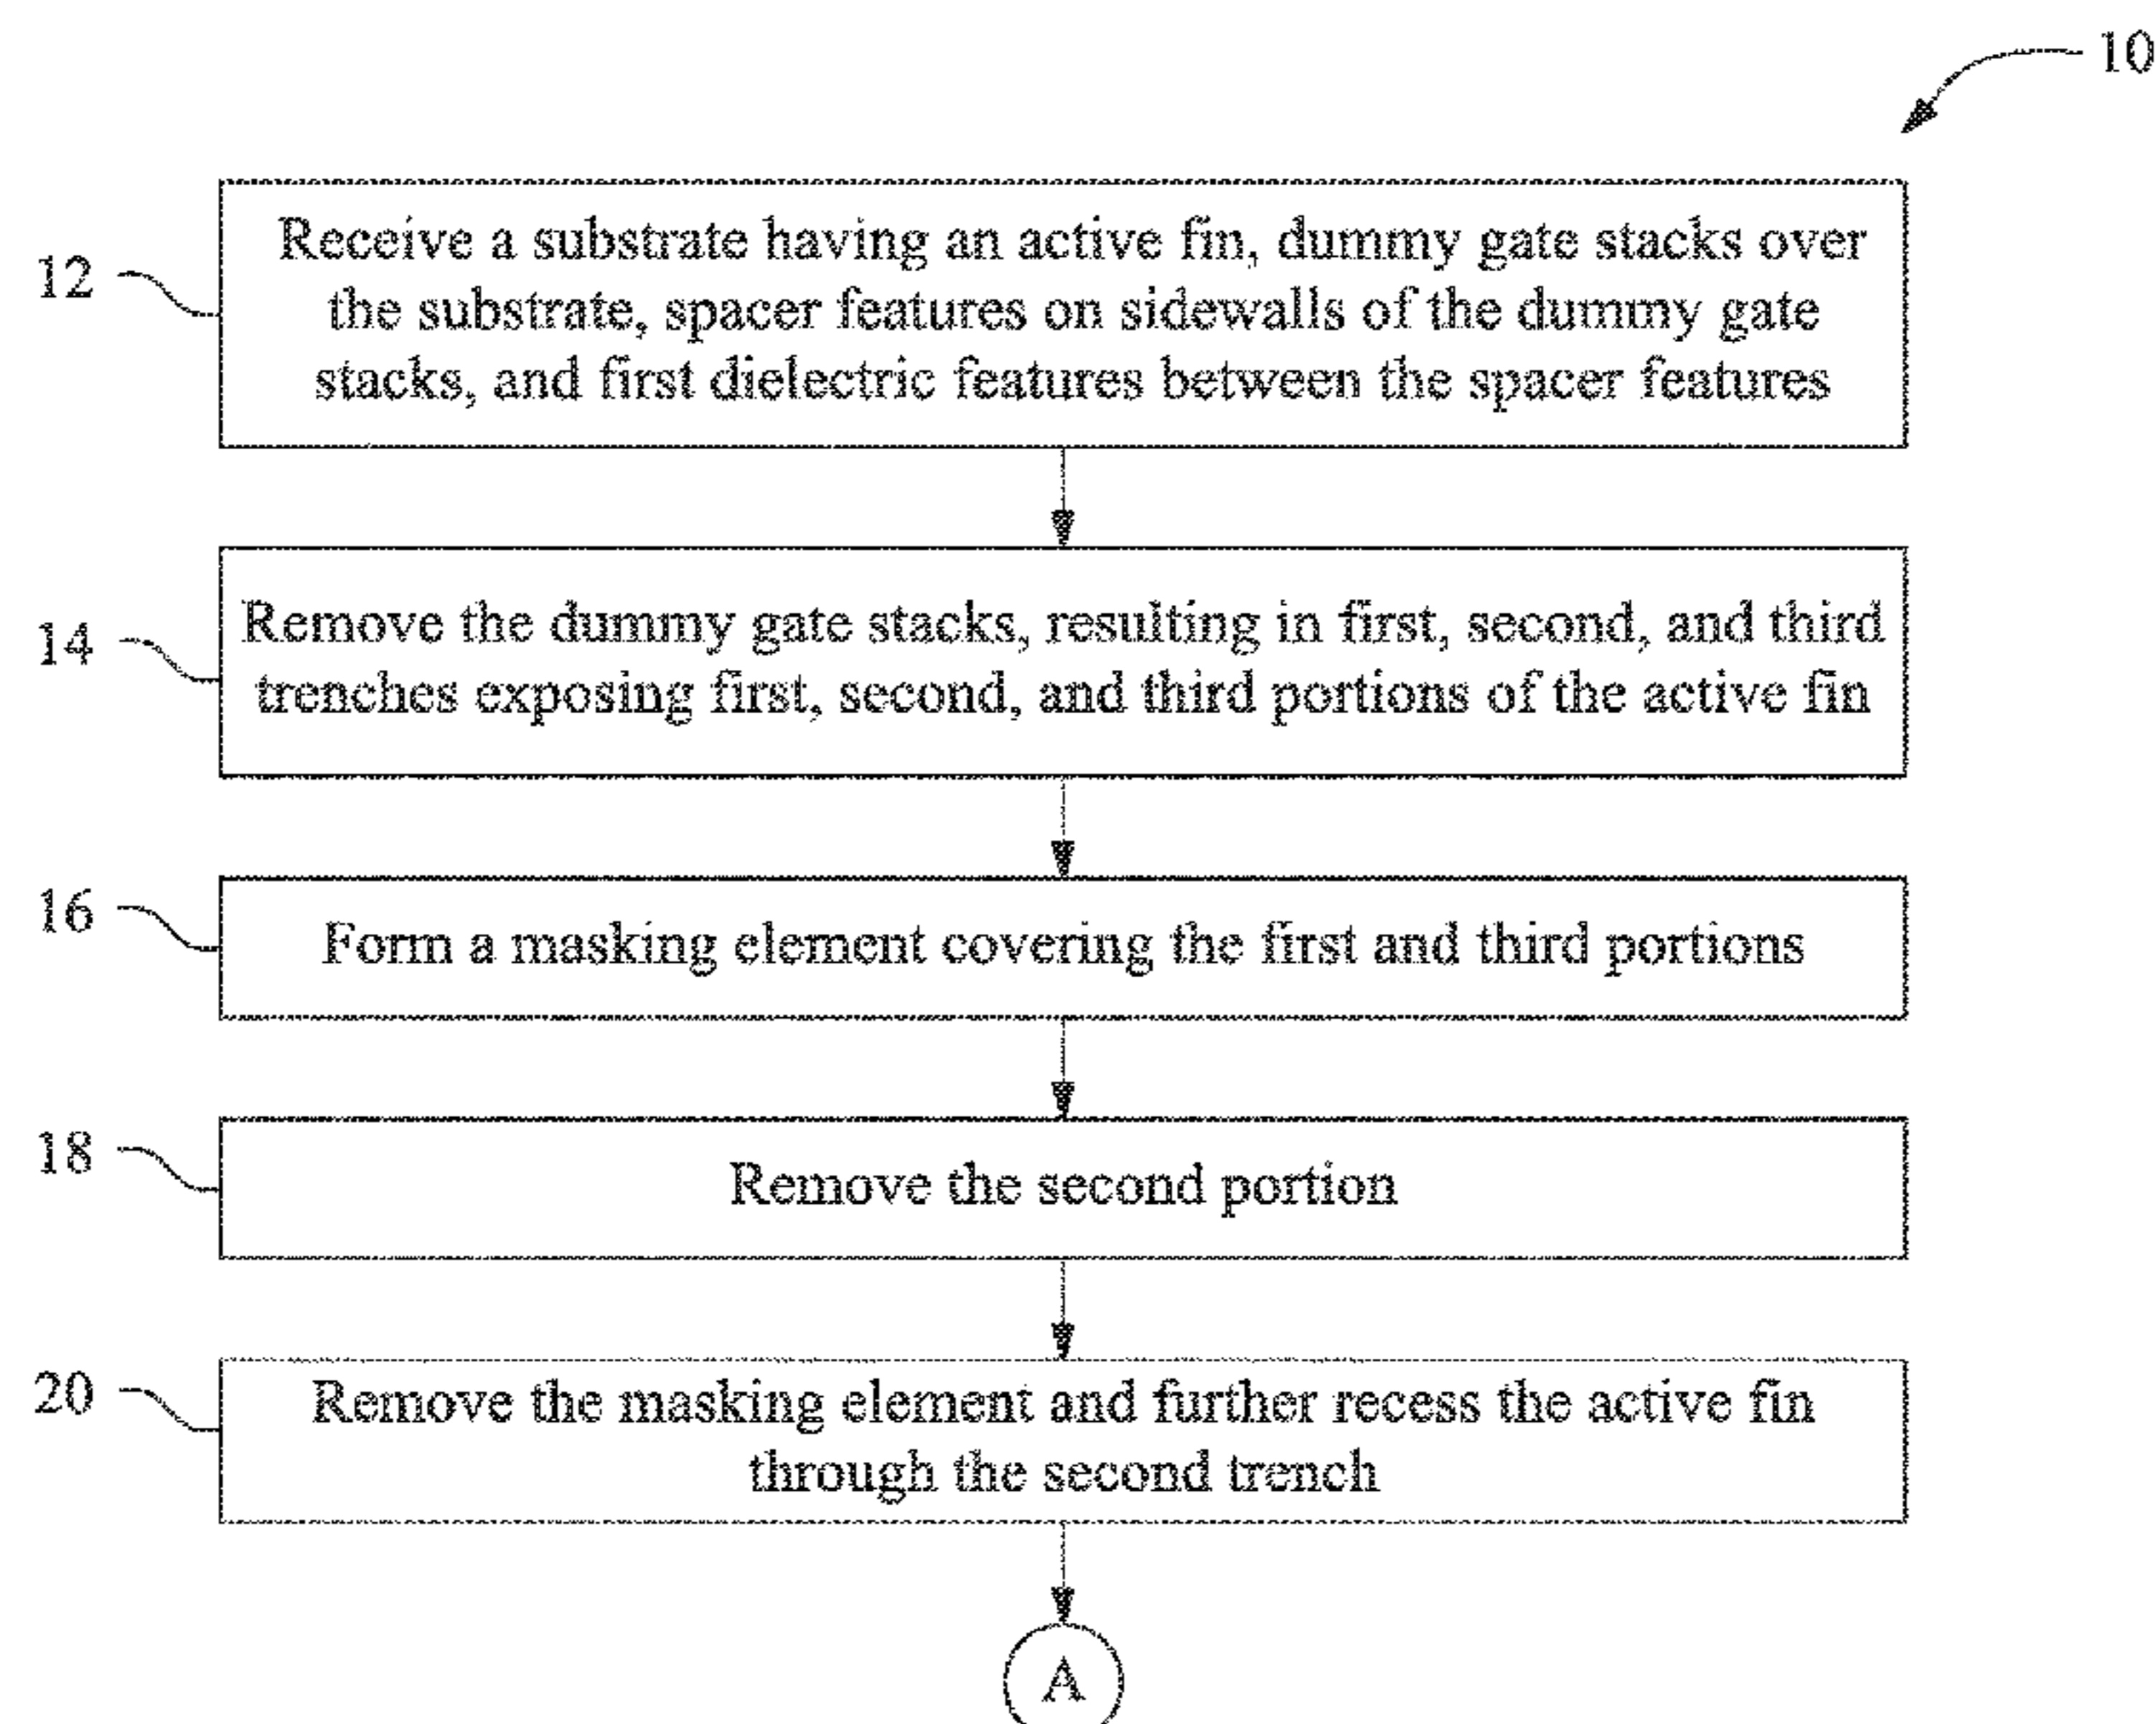 10
12
Receive a substrate having an active fin, dummy gate stacks over
the substrate, spacer features on sidewalls of the dummy gate
stacks, and first dielectric features between the spacer features
14
Remove the dummy gate stacks, resulting in first, second, and third
trenches exposing first, second, and third portions of the active fin
16
Form a masking element covering the first and third portions
18
Remove the second portion
20
Remove the masking element and further recess the active fin
through the second trench
A